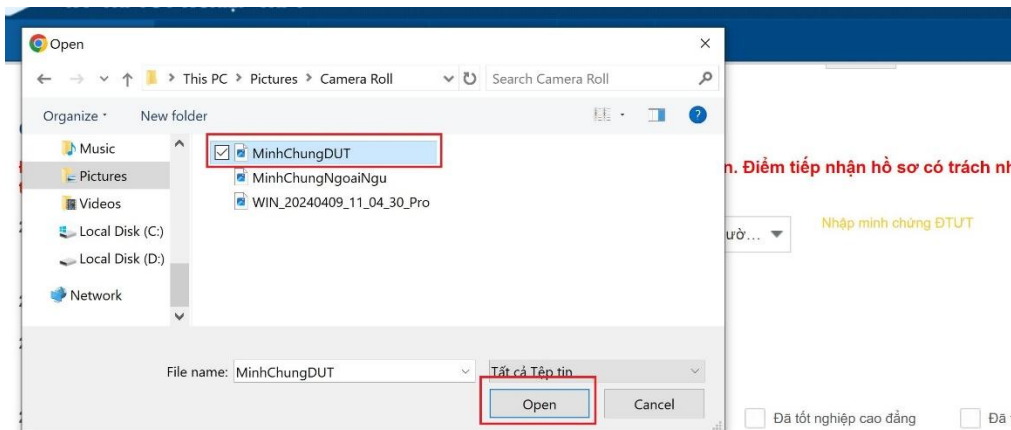 Open
This PC > Pictures > Camera Roll
Search Camera Roll
Organize
New folder
Music
Pictures
Videos
Local Disk (C:)
Local Disk (D:)
Network
MinhChungDUT
MinhChungNgoaiNgu
WIN_20240409_11_04_30_Pro
File name: MinhChungDUT
Tất cả Tệp tin
Open
Cancel
n. Điểm tiếp nhận hồ sơ có trách
ườ...
Nhập minh chứng ĐTƯT
Đã tốt nghiệp cao đẳng
Đã